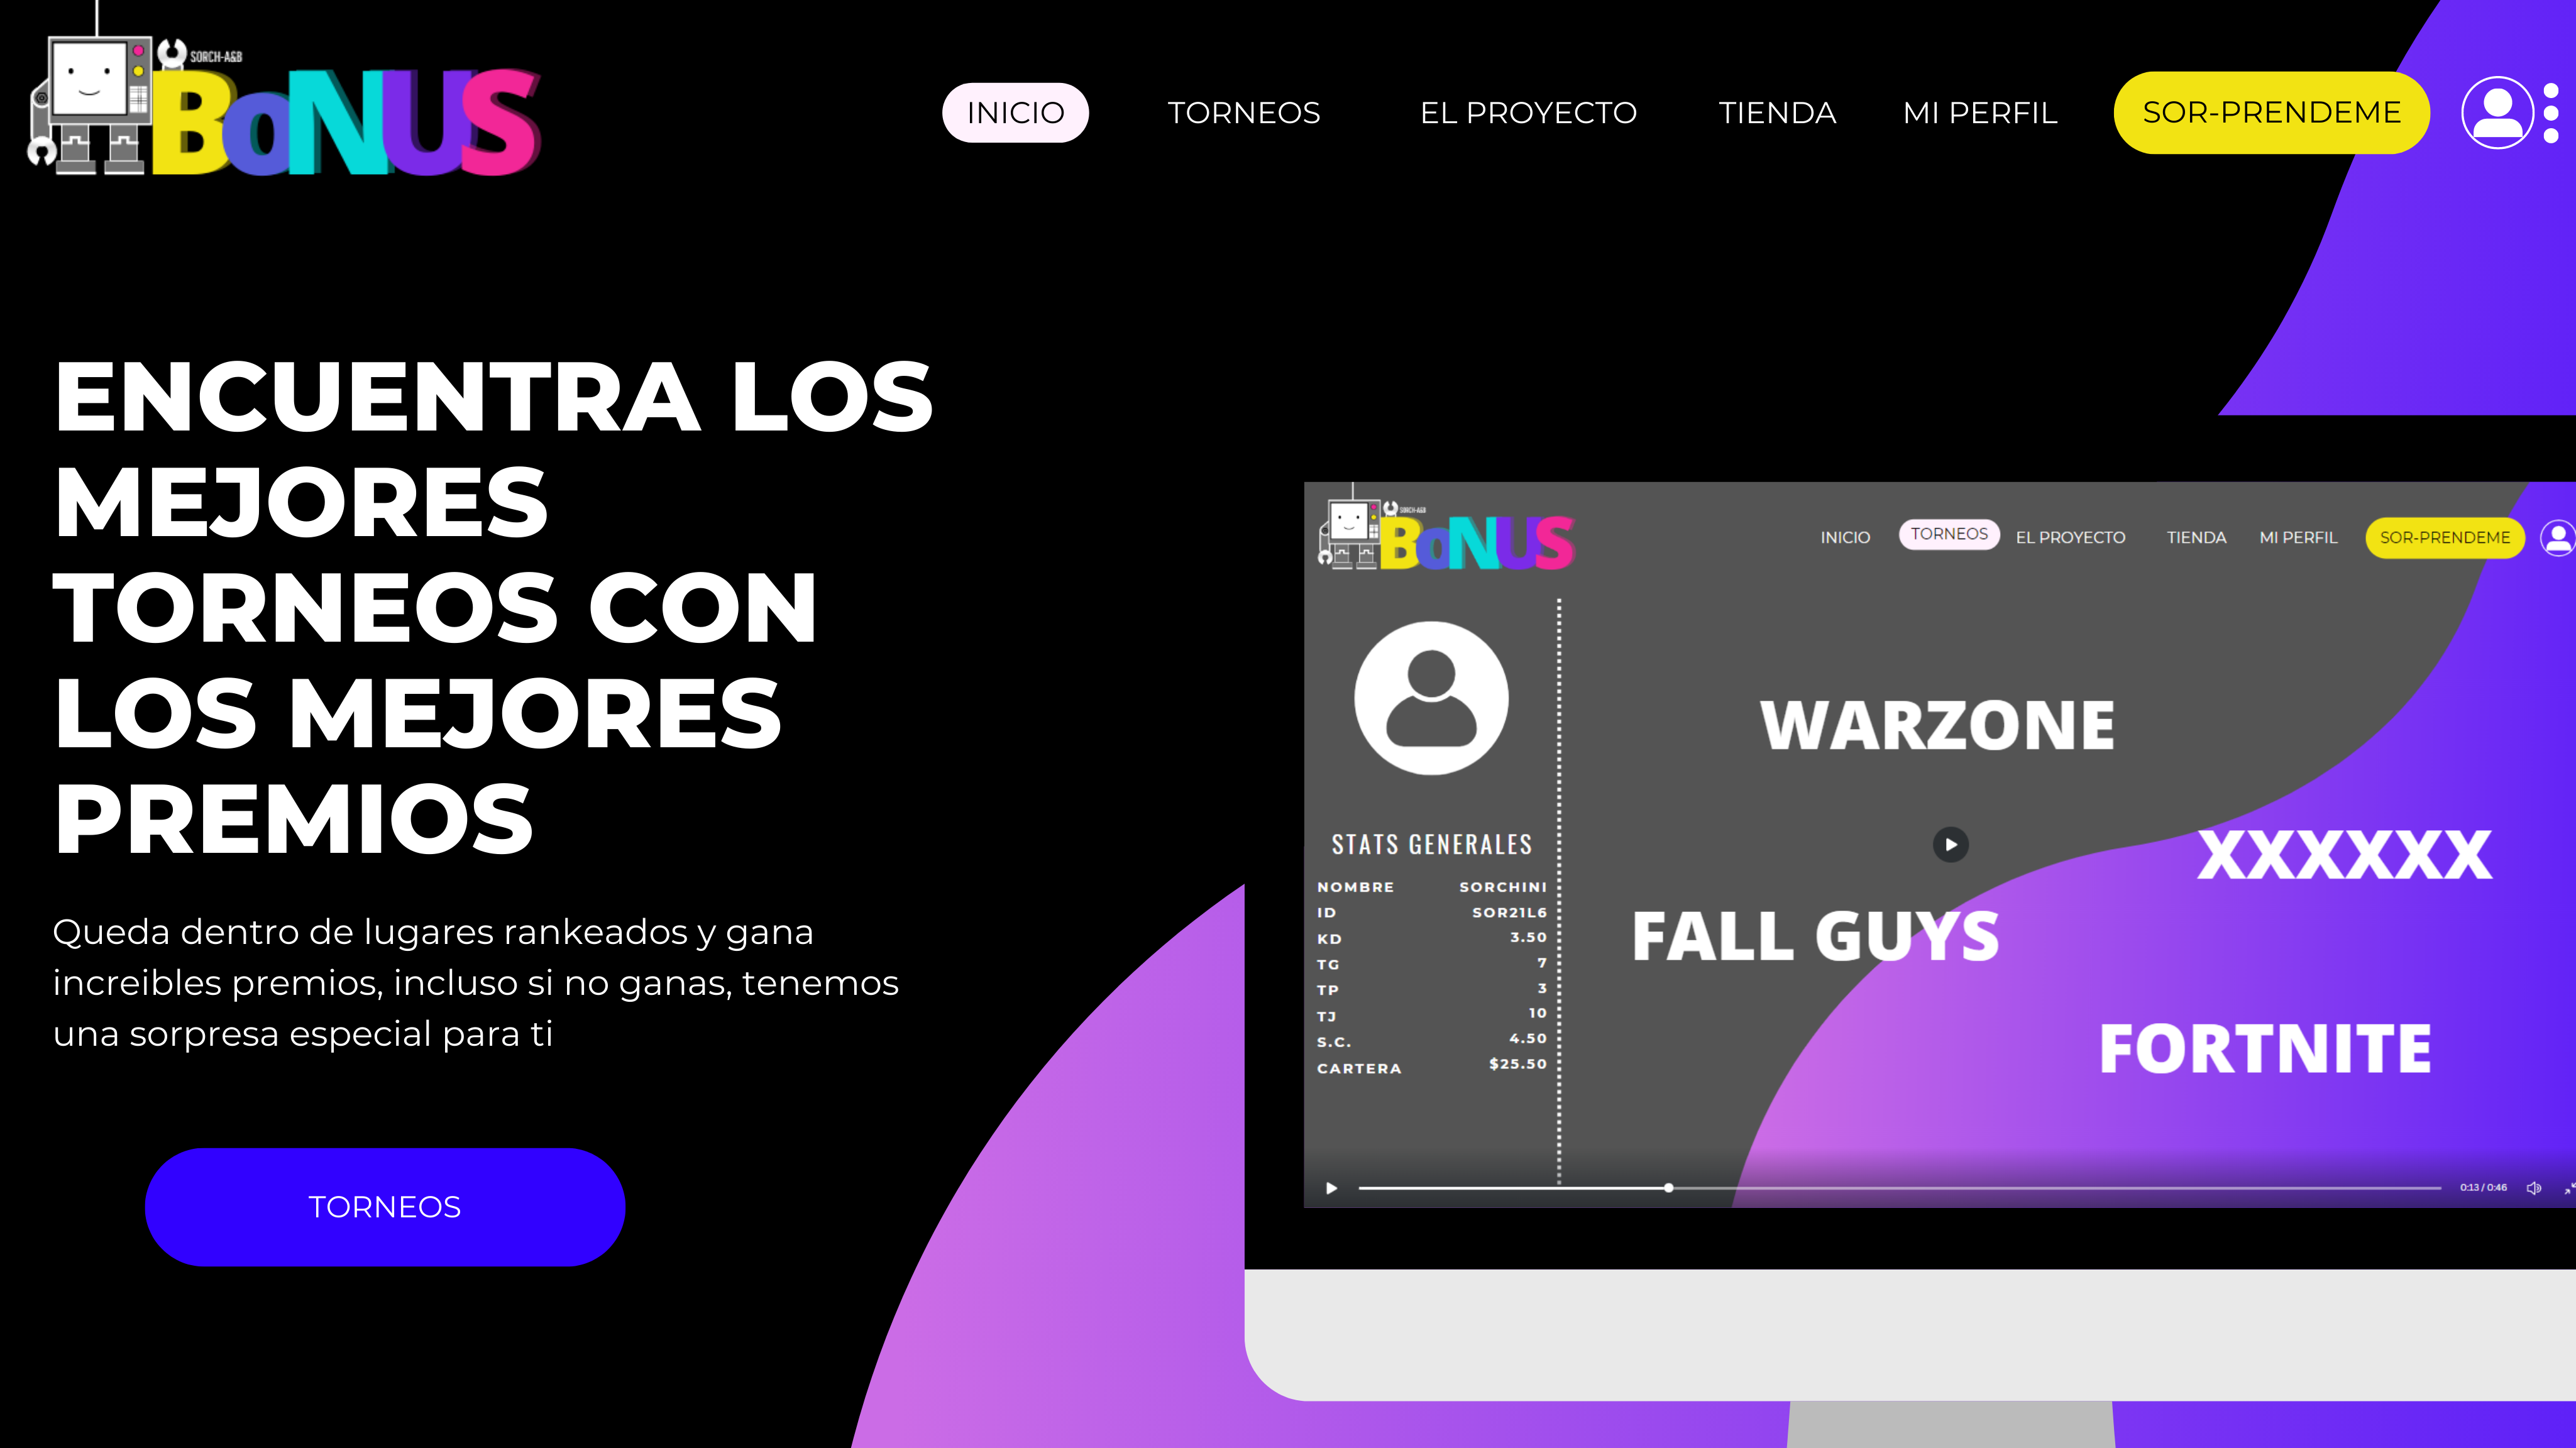 SORCH-A&B
BoNUS
INICIO TORNEOS EL PROYECTO TIENDA MI PERFIL SOR-PRENDEME
ENCUENTRA LOS
MEJORES
TORNEOS CON
LOS MEJORES
PREMIOS
Queda dentro de lugares rankeados y gana
increibles premios, incluso si no ganas, tenemos
una sorpresa especial para ti
TORNEOS
SORCH-A&B
BoNUS
INICIO TORNEOS EL PROYECTO TIENDA MI PERFIL SOR-PRENDEME
STATS GENERALES
NOMBRE SORCHINI
ID SOR21L6
KD 3.50
TG 7
TP 3
TJ 10
S.C. 4.50
CARTERA $25.50
WARZONE
XXXXXX
FALL GUYS
FORTNITE
0:13 / 0:46